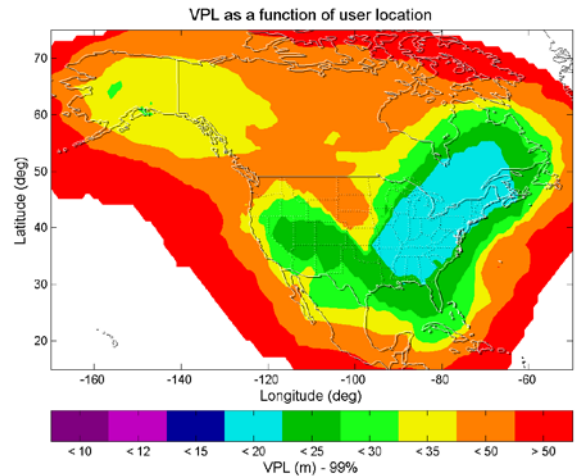 VPL as a function of user location
70
60
50
40
30
20
Latitude (deg)
-160 -140 -120 -100 -80 -60
Longitude (deg)
< 10 < 12 < 15 < 20 < 25 < 30 < 35 < 50 > 50
VPL (m) - 99%